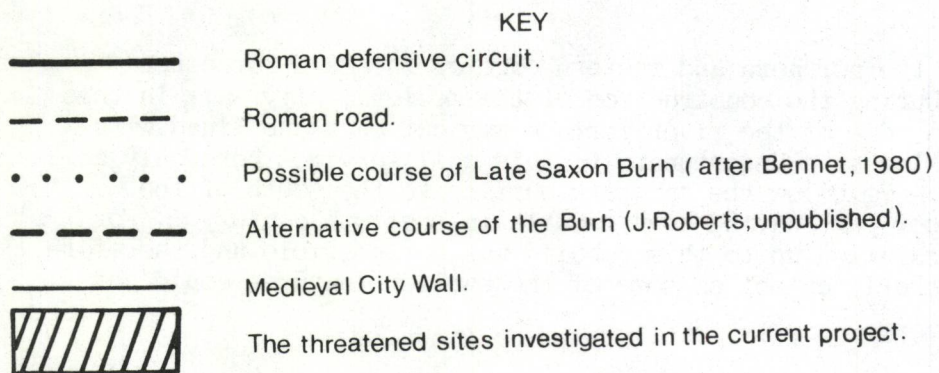 KEY
Roman defensive circuit.
Roman road.
Possible course of Late Saxon Burh (after Bennet, 1980)
Alternative course of the Burh (J.Roberts, unpublished).
Medieval City Wall.
The threatened sites investigated in the current project.